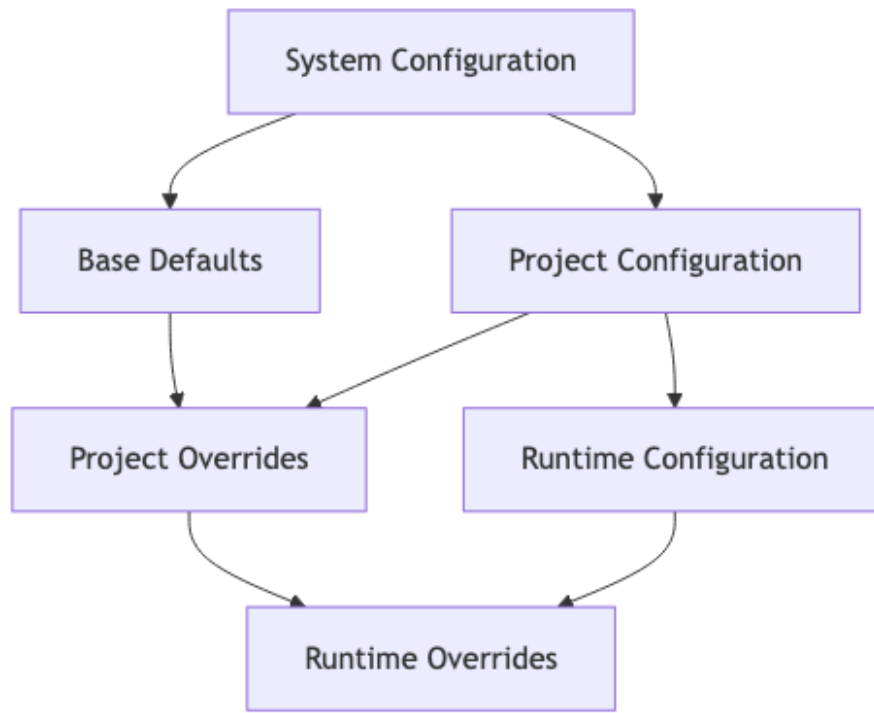 System Configuration
Base Defaults
Project Configuration
Project Overrides
Runtime Configuration
Runtime Overrides